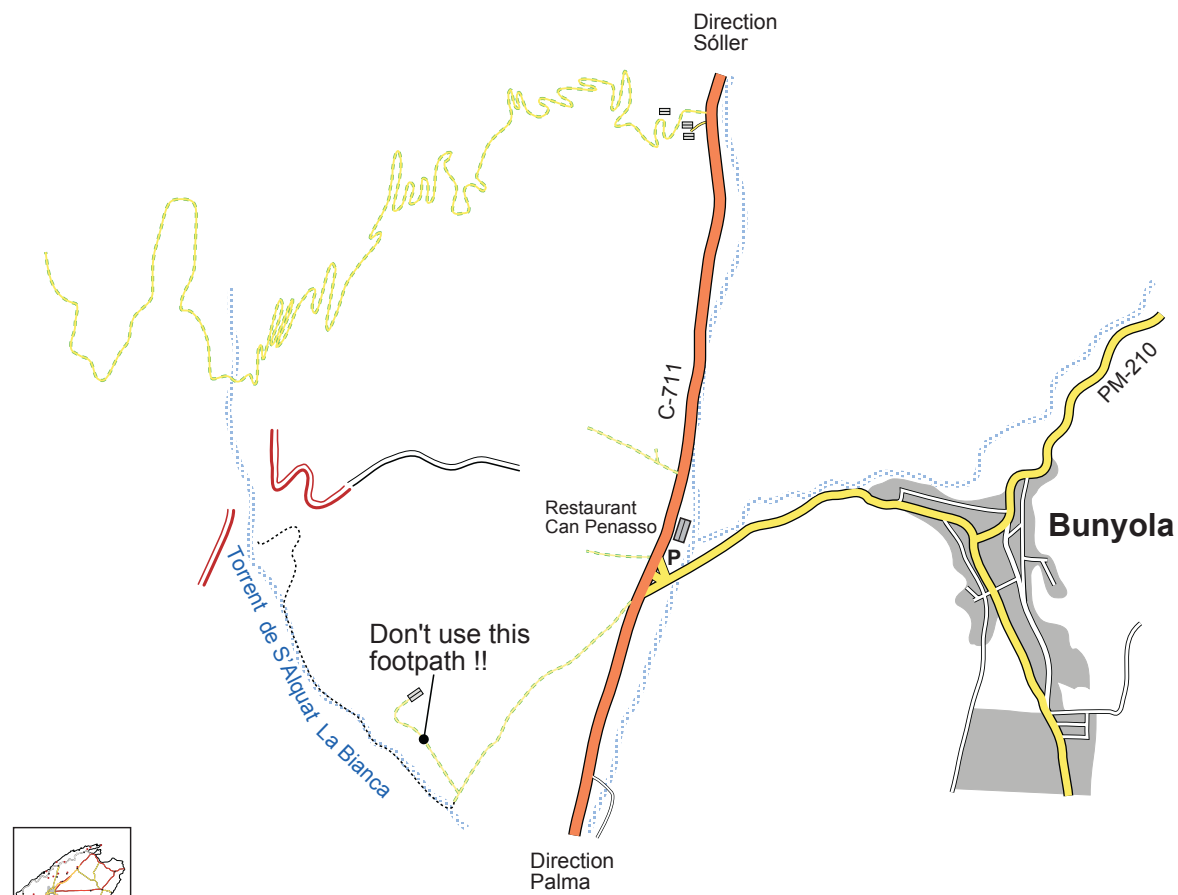 Direction
Sóller
C-711
PM-210
Restaurant
Can Penasso
P
Bunyola
Torrent de S'Alquat La Bianca
Don't use this
footpath !!
Direction
Palma